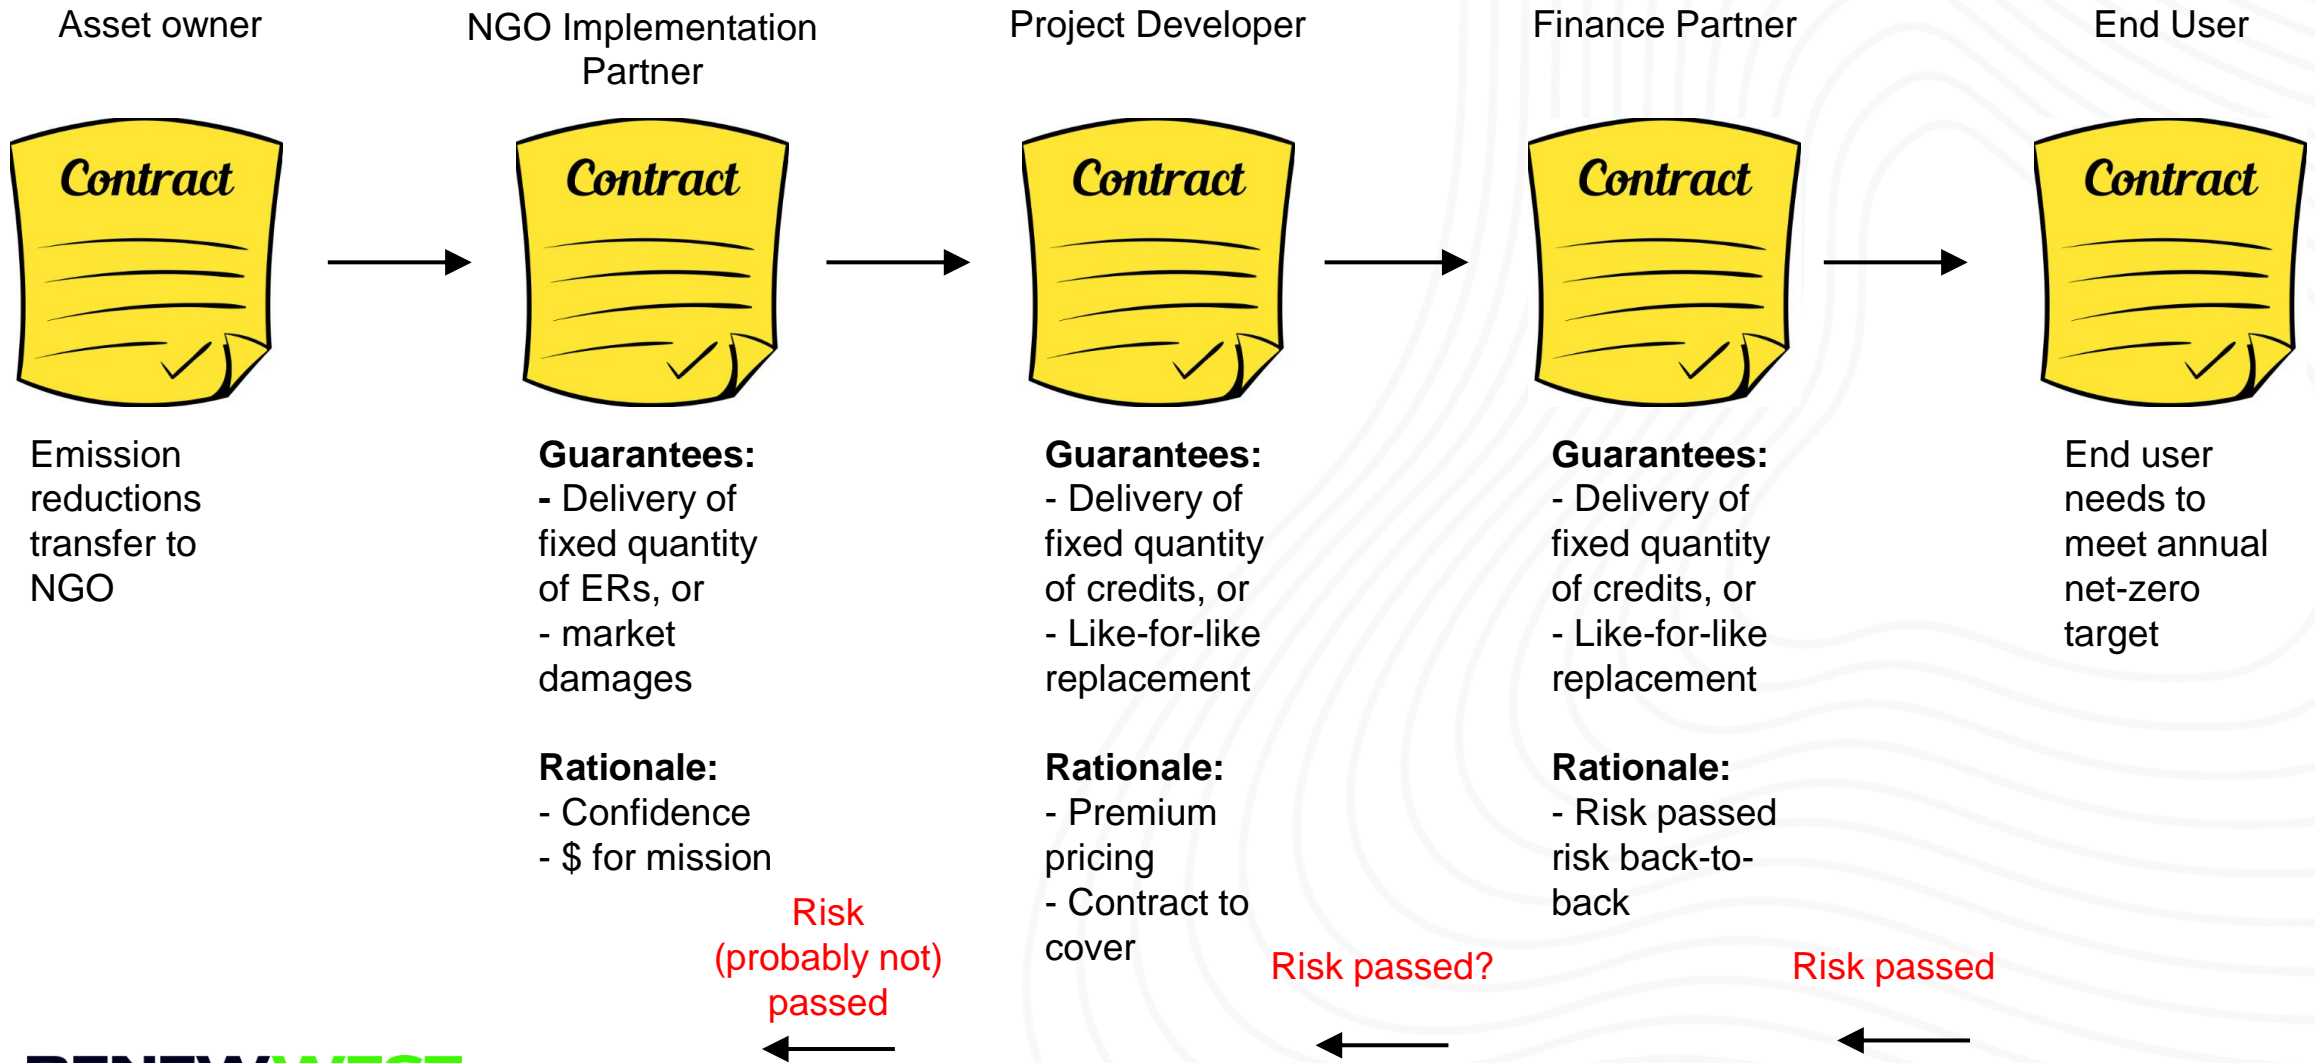 Asset owner
NGO Implementation
Partner
Project Developer
Finance Partner
End User
Contract
Contract
Contract
Contract
Contract
Emission
reductions
transfer to
NGO
Guarantees:
- Delivery of
fixed quantity
of ERs, or
- market
damages
Rationale:
- Confidence
- $ for mission
Guarantees:
- Delivery of
fixed quantity
of credits, or
- Like-for-like
replacement
Rationale:
- Premium
pricing
- Contract to
cover
Guarantees:
- Delivery of
fixed quantity
of credits, or
- Like-for-like
replacement
Rationale:
- Risk passed
risk back-to-
back
End user
needs to
meet annual
net-zero
target
Risk
(probably not)
passed
Risk passed?
Risk passed
RENEWWEST